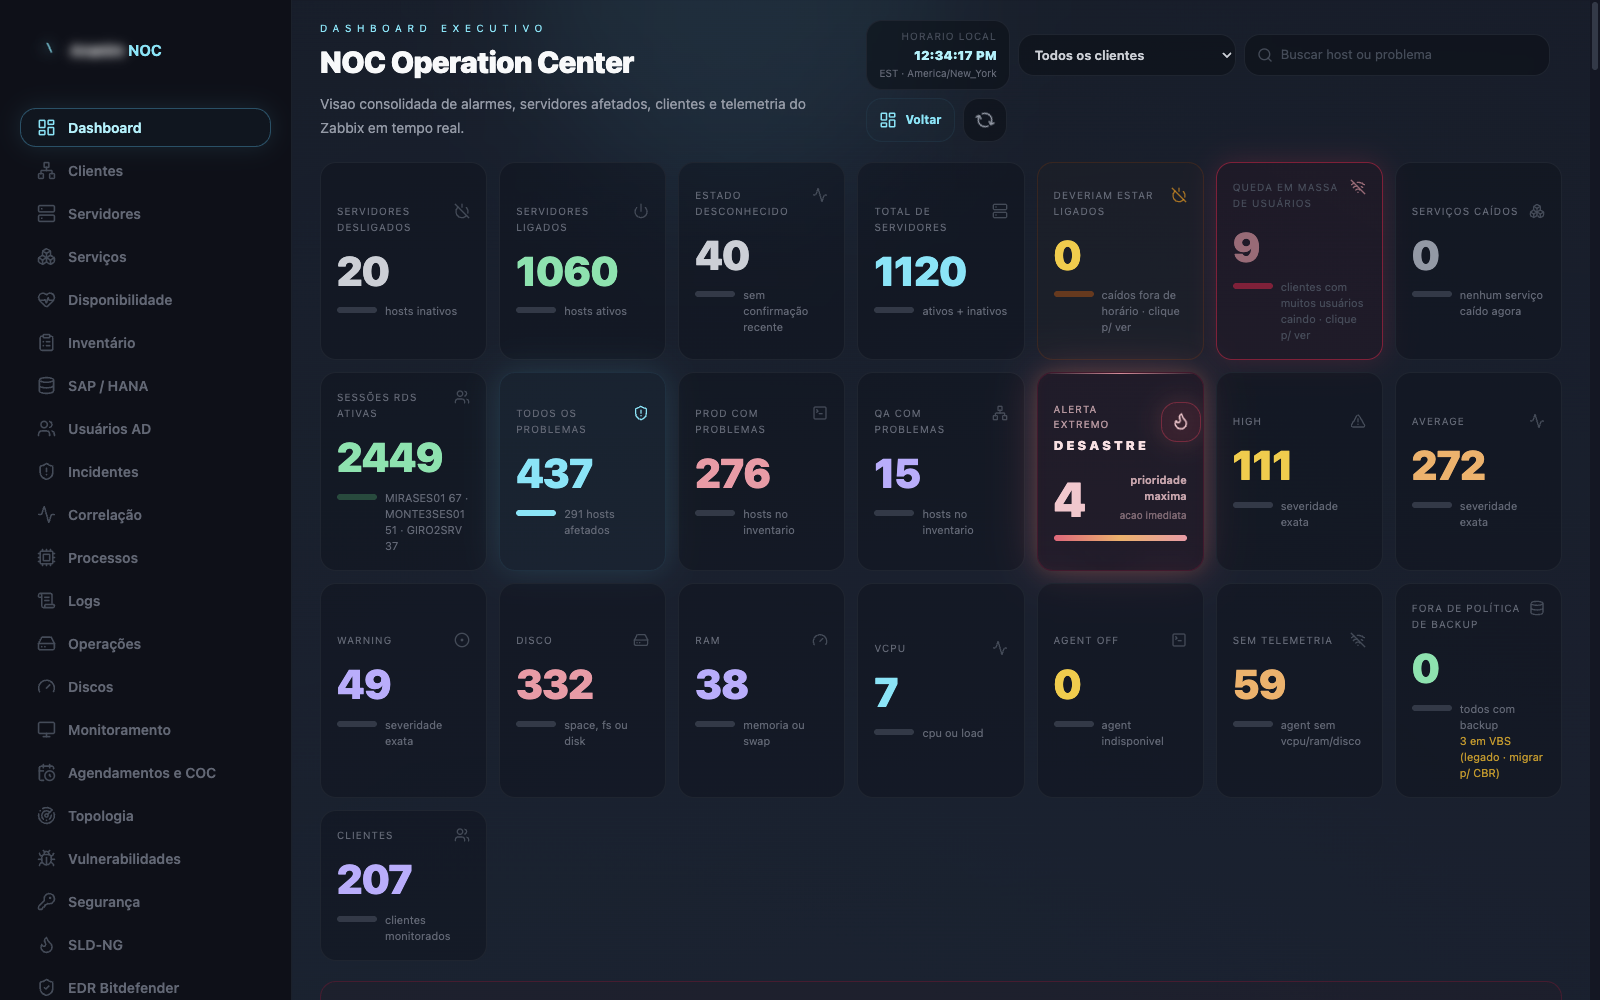 NOC
Dashboard
Clientes
Servidores
Serviços
Disponibilidade
Inventário
SAP / HANA
Usuários AD
Incidentes
Correlação
Processos
Logs
Operações
Discos
Monitoramento
Agendamentos e COC
Topologia
Vulnerabilidades
Segurança
SLD-NG
EDR Bitdefender
DASHBOARD EXECUTIVO
NOC Operation Center
Visao consolidada de alarmes, servidores afetados, clientes e telemetria do
Zabbix em tempo real.
HORARIO LOCAL
12:34:17 PM
EST · America/New_York
Todos os clientes
Buscar host ou problema
Voltar
SERVIDORES
DESLIGADOS
20
hosts inativos
SERVIDORES
LIGADOS
1060
hosts ativos
ESTADO
DESCONHECIDO
40
sem
confirmação
recente
TOTAL DE
SERVIDORES
1120
ativos + inativos
DEVERIAM ESTAR
LIGADOS
0
caídos fora de
horário · clique
p/ ver
QUEDA EM MASSA
DE USUÁRIOS
9
clientes com
muitos usuários
caindo · clique
p/ ver
SERVIÇOS CAÍDOS
0
nenhum serviço
caído agora
SESSÕES RDS
ATIVAS
2449
MIRASES01 67 ·
MONTE3SES01
51 · GIRO2SRV
37
TODOS OS
PROBLEMAS
437
291 hosts
afetados
PROD COM
PROBLEMAS
276
hosts no
inventario
QA COM
PROBLEMAS
15
hosts no
inventario
ALERTA
EXTREMO
DESASTRE
4
prioridade
maxima
acao imediata
HIGH
111
severidade
exata
AVERAGE
272
severidade
exata
WARNING
49
severidade
exata
DISCO
332
space, fs ou
disk
RAM
38
memoria ou
swap
VCPU
7
cpu ou load
AGENT OFF
0
agent
indisponivel
SEM TELEMETRIA
59
agent sem
vcpu/ram/disco
FORA DE POLÍTICA
DE BACKUP
0
todos com
backup
3 em VBS
(legado · migrar
p/ CBR)
CLIENTES
207
clientes
monitorados